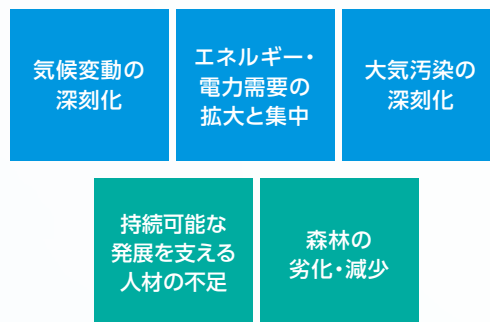 気候変動の
深刻化
エネルギー・
電力需要の
拡大と集中
大気汚染の
深刻化
持続可能な
発展を支える
人材の不足
森林の
劣化・減少